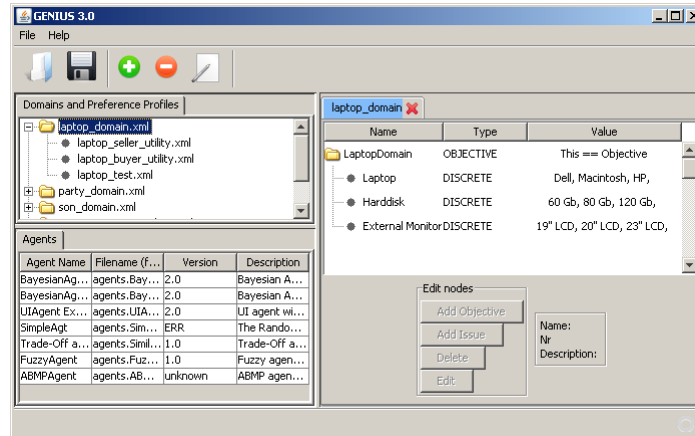 GENIUS 3.0
File Help
Domains and Preference Profiles
laptop_domain.xml
laptop_seller_utility.xml
laptop_buyer_utility.xml
laptop_test.xml
party_domain.xml
son_domain.xml
Agents
Agent Name Filename (f... Version Description
BayesianAg... agents.Bay... 2.0 Bayesian A...
BayesianAg... agents.Bay... 2.0 Bayesian A...
UIAgent Ex... agents.UIA... 2.0 UI agent wi...
SimpleAgt agents.Sim... ERR The Rando...
Trade-Off a... agents.Simil... 1.0 Trade-Off a...
FuzzyAgent agents.Fuz... 1.0 Fuzzy agen...
ABMPAgent agents.AB... unknown ABMP agen...
laptop_domain
Name Type Value
LaptopDomain OBJECTIVE This == Objective
Laptop DISCRETE Dell, Macintosh, HP,
Harddisk DISCRETE 60 Gb, 80 Gb, 120 Gb,
External Monitor DISCRETE 19" LCD, 20" LCD, 23" LCD,
Edit nodes
Add Objective
Add Issue
Delete
Edit
Name:
Nr
Description: